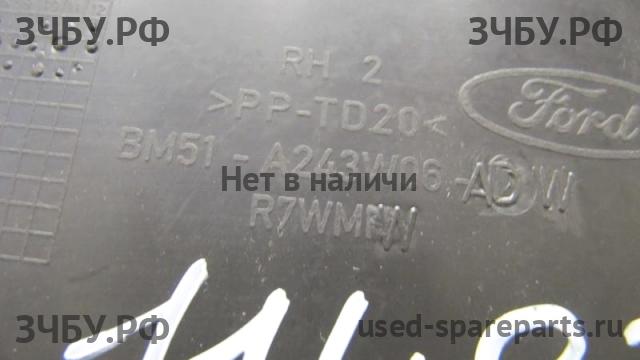 ЗЧБУ.РФ ЗЧБУ.РФ
RH 2
>PP-TD20<
Ford
BM51 - A243W06-AD W
Нет в наличи
ЗЧБУ.РФ
used-spareparts.ru